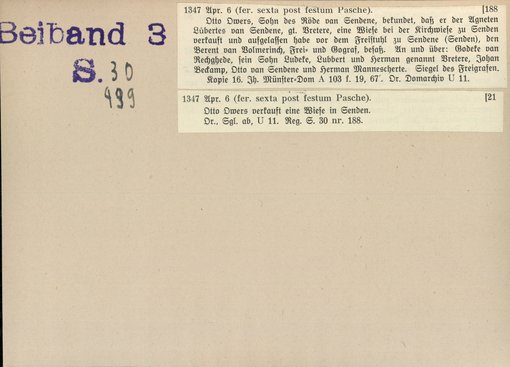 Beiband 3
S. 30
499
1347 Apr. 6 (fer. sexta post festum Pasche). [188
Otto Owers, Sohn des Röde van Sendene, bekundet, daß er der Agneten
Lübertes van Sendene, gt. Bretere, eine Wiese bei der Kirchwiese zu Senden
verkauft und aufgelassen habe vor dem Freistuhl zu Sendene (Senden), den
Berent van Volmerinch, Frei- und Gograf, besaß. An und über: Godeke van
Rechghede, sein Sohn Ludeke, Lubbert und Herman genannt Bretere, Johan
Beckamp, Otto van Sendene und Herman Mannescherte. Siegel des Freigrafen.
Kopie 16. Jh. Münster-Dom A 103 f. 19, 67'. Or. Domarchiv U 11.
1347 Apr. 6 (fer. sexta post festum Pasche). [21
Otto Owers verkauft eine Wiese in Senden.
Or., Sgl. ab, U 11. Reg. S. 30 nr. 188.